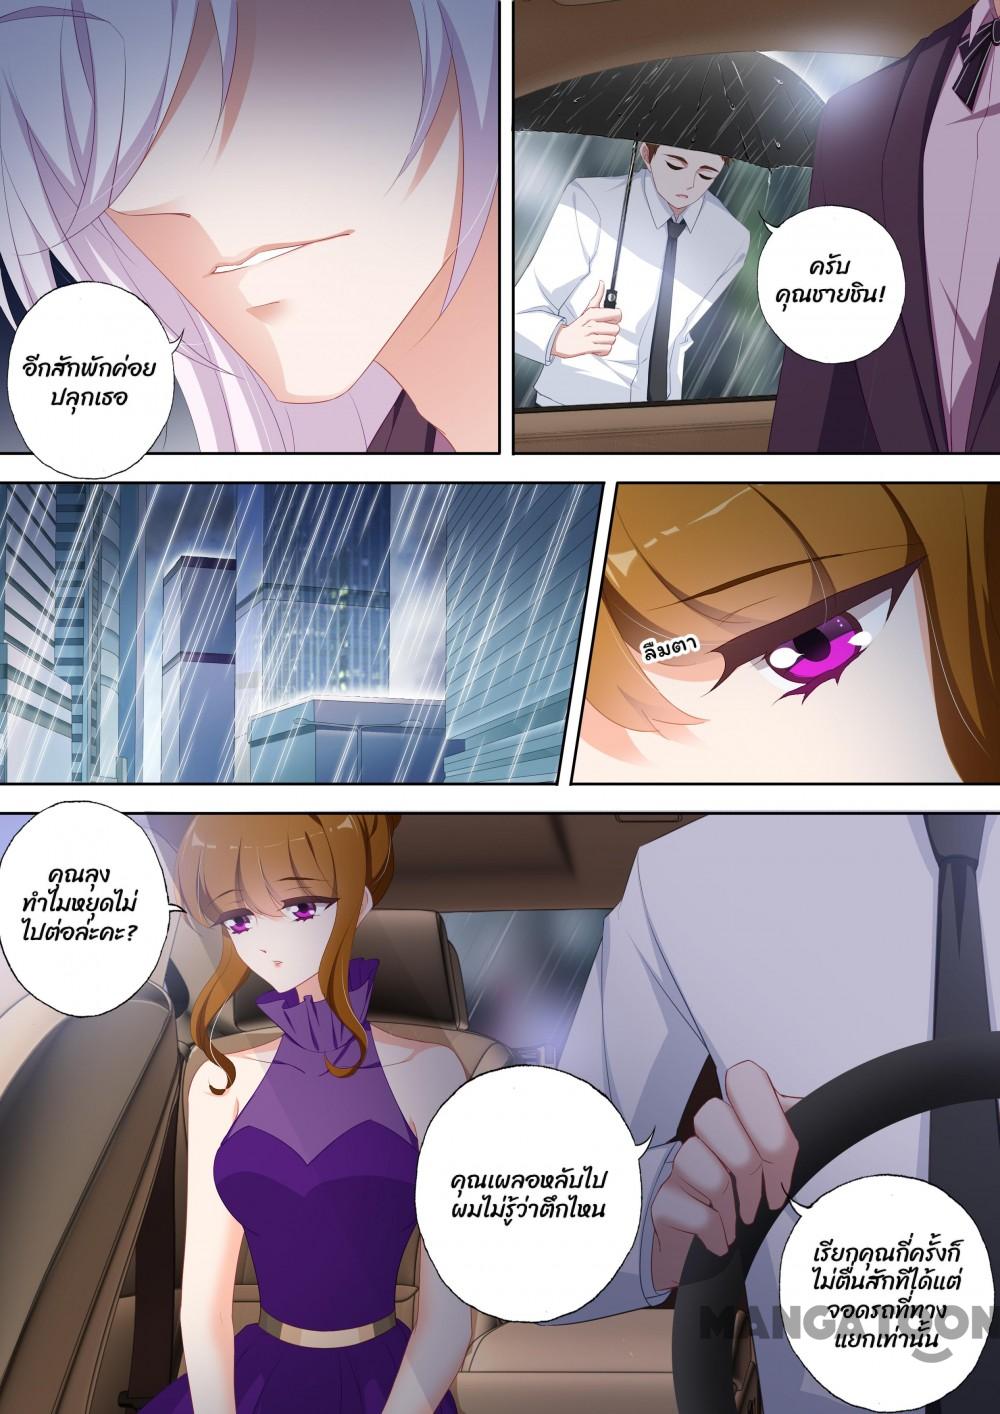 อีกสักพักค่อย
ปลุกเธอ
ครับ
คุณชายชิน!
ลืมตา
คุณลุง
ทำไมหยุดไม่
ไปต่อล่ะคะ?
คุณเผลอหลับไป
ผมไม่รู้ว่าตึกไหน
เรียกคุณกี่ครั้งก็
ไม่ตื่นสักทีได้แต่
จอดรถที่ทาง
แยกเท่านั้น
MANGATOON